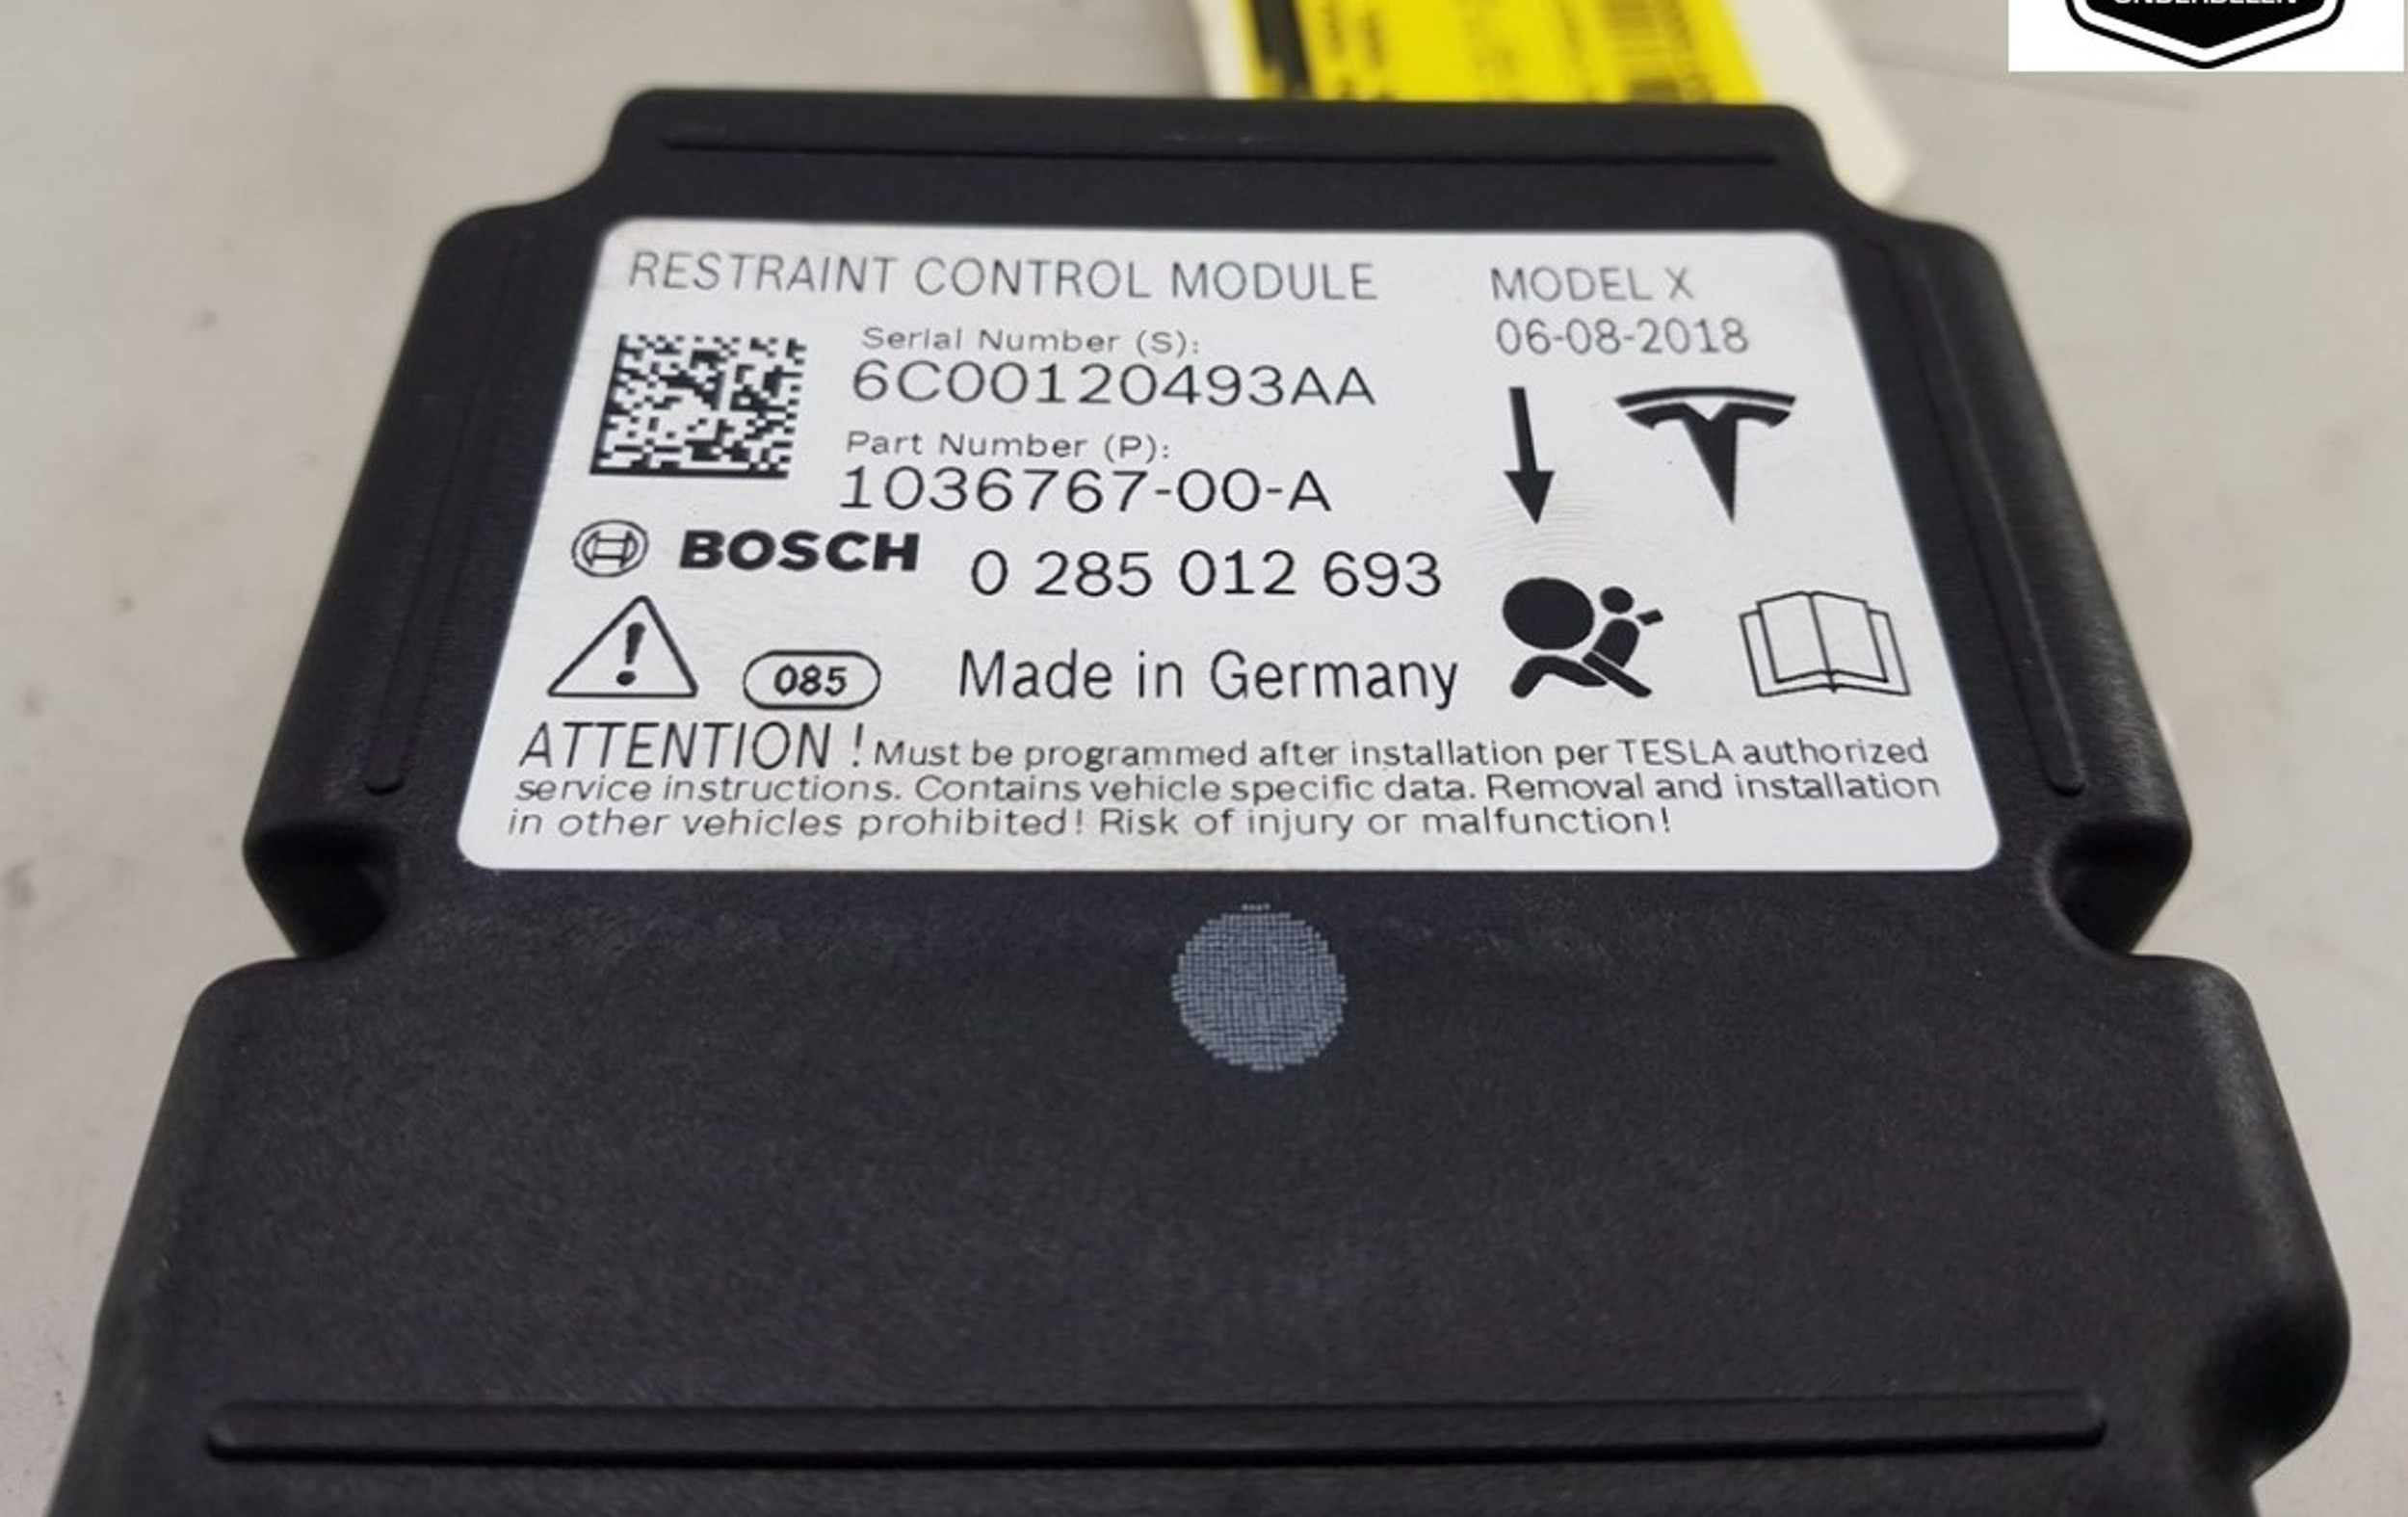 RESTRAINT CONTROL MODULE
MODEL X
06-08-2018
Serial Number (S):
6C00120493AA
Part Number (P):
1036767-00-A
BOSCH
0 285 012 693
085
Made in Germany
ATTENTION ! Must be programmed after installation per TESLA authorized
service instructions. Contains vehicle specific data. Removal and installation
in other vehicles prohibited! Risk of injury or malfunction!